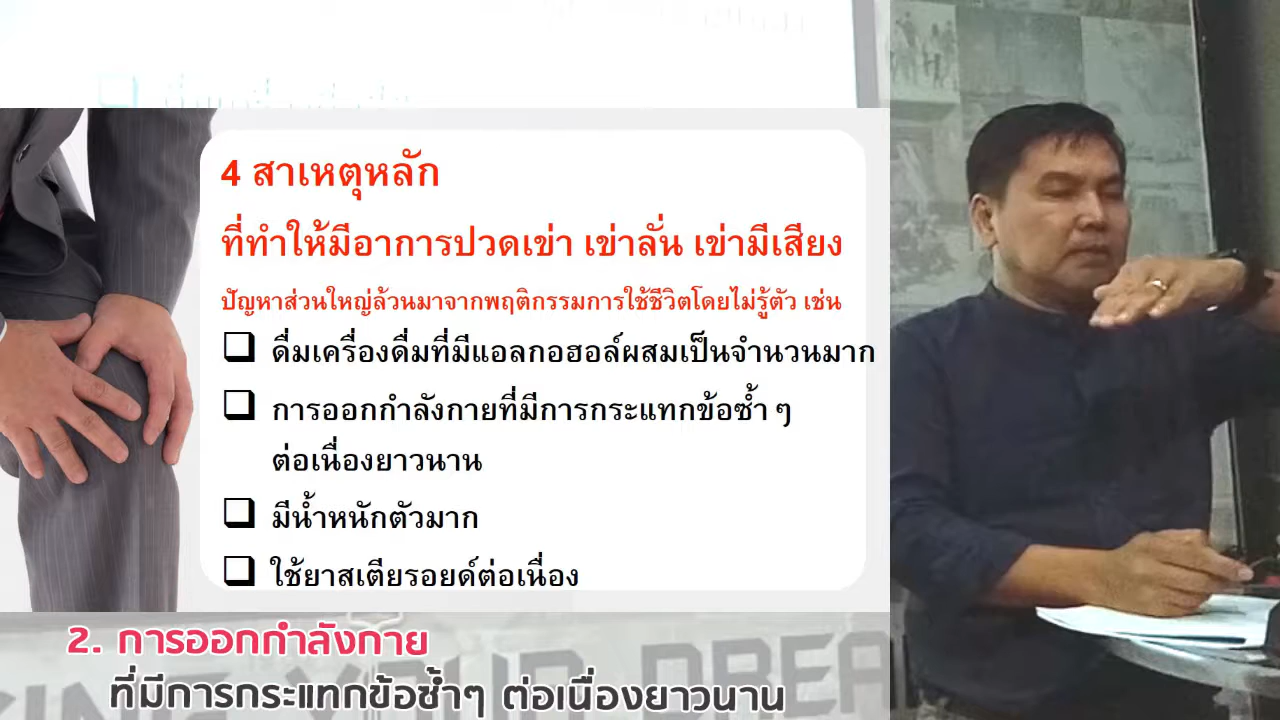 4 สาเหตุหลัก
ที่ทำให้มีอาการปวดเข่า เข่าลั่น เข่ามีเสียง
ปัญหาส่วนใหญ่ล้วนมาจากพฤติกรรมการใช้ชีวิตโดยไม่รู้ตัว เช่น
❑ ดื่มเครื่องดื่มที่มีแอลกอฮอล์ผสมเป็นจำนวนมาก
❑ การออกกำลังกายที่มีการกระแทกข้อซ้ำ ๆ
ต่อเนื่องยาวนาน
❑ มีน้ำหนักตัวมาก
❑ ใช้ยาสเตียรอยด์ต่อเนื่อง
2. การออกกำลังกาย
ที่มีการกระแทกข้อซ้ำๆ ต่อเนื่องยาวนาน